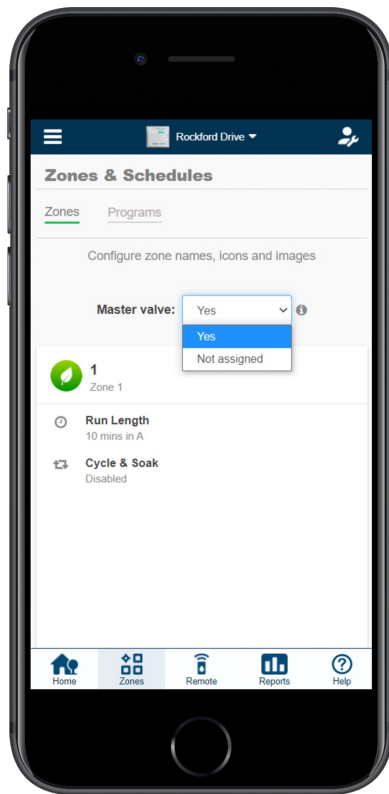 Rockford Drive
Zones & Schedules
Zones Programs
Configure zone names, icons and images
Master valve: Yes
Yes
Not assigned
1
Zone 1
Run Length
10 mins in A
Cycle & Soak
Disabled
Home Zones Remote Reports Help